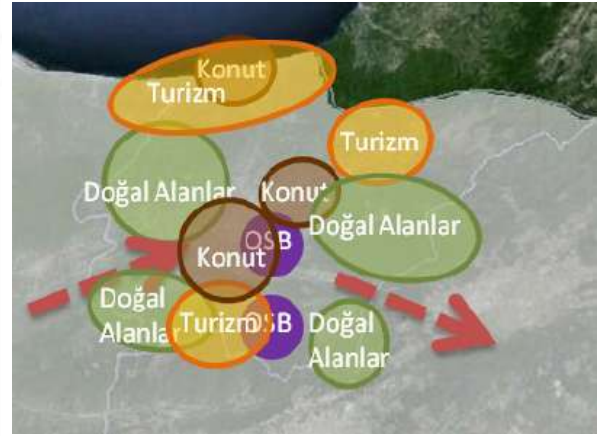 Konut
Turizm
Turizm
Doğal Alanlar
Konut
Doğal Alanlar
OSB
Konut
Doğal
Alanlar
Turizm
OSB
Doğal
Alanlar